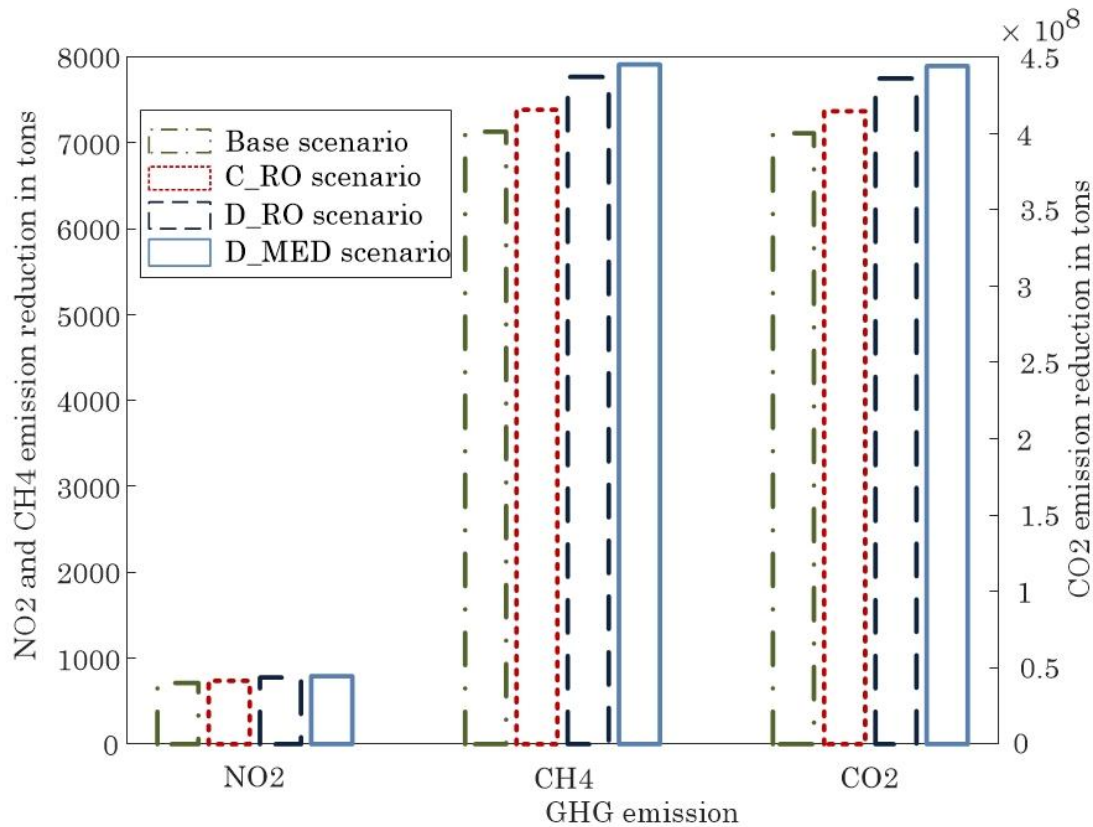 × 10^8
8000
7000
6000
5000
4000
3000
2000
1000
0
NO2 and CH4 emission reduction in tons
Base scenario
C_RO scenario
D_RO scenario
D_MED scenario
4.5
4
3.5
3
2.5
2
1.5
1
0.5
0
CO2 emission reduction in tons
NO2 CH4 CO2
GHG emission